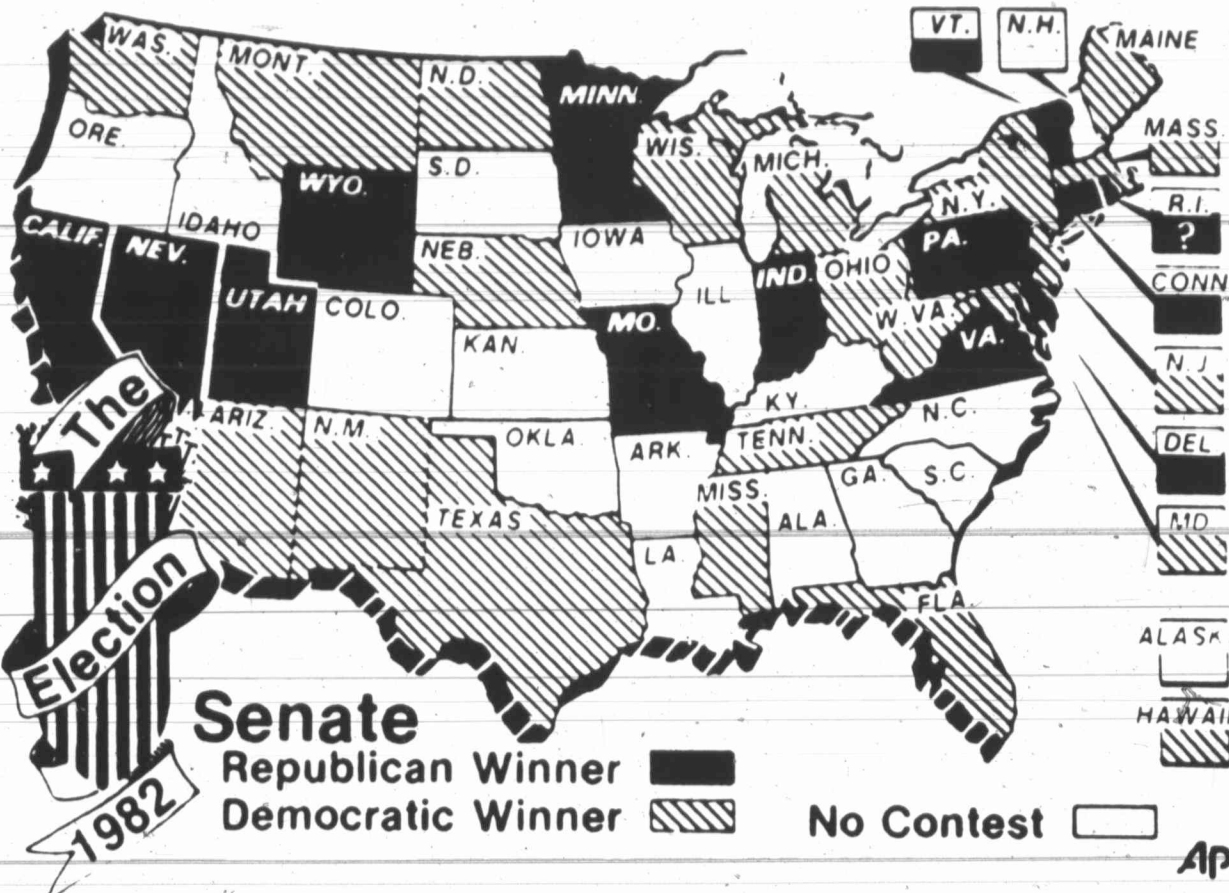 VT.
N.H.
WAS.
MONT.
N.D.
MINN.
MAINE
ORE.
S.D.
WIS.
MICH.
MASS
WYO.
IDAHO
N.Y.
R.I.
?
CALIF.
NEV.
NEB.
IOWA
PA.
UTAH
COLO.
ILL
IND.
OHIO
CONN
W.VA.
MO.
VA.
KAN.
N.J
The
ARIZ.
N.M.
KY.
N.C.
OKLA.
ARK.
TENN.
DEL
GA.
S.C.
MISS.
TEXAS
ALA.
MD
LA
Election
FLA.
ALASK
HAWAII
Senate
Republican Winner
Democratic Winner
No Contest
1982
AP